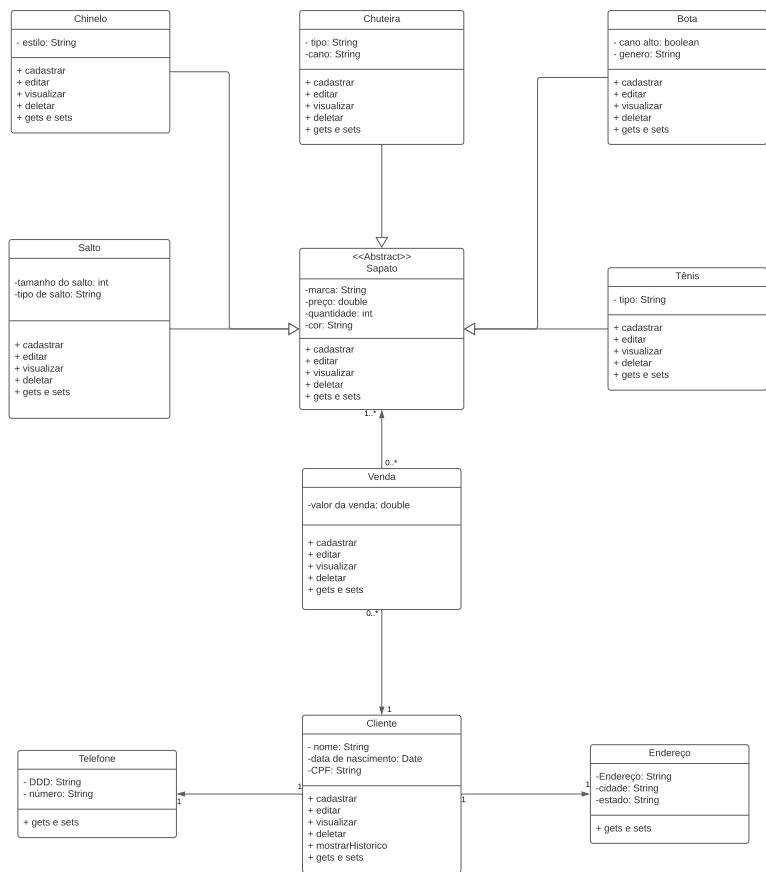 Chinelo
- estilo: String
+ cadastrar
+ editar
+ visualizar
+ deletar
+ gets e sets
Chuteira
- tipo: String
-cano: String
+ cadastrar
+ editar
+ visualizar
+ deletar
+ gets e sets
Bota
- cano alto: boolean
- genero: String
+ cadastrar
+ editar
+ visualizar
+ deletar
+ gets e sets
Salto
-tamanho do salto: int
-tipo de salto: String
+ cadastrar
+ editar
+ visualizar
+ deletar
+ gets e sets
<<Abstract>>
Sapato
-marca: String
-preço: double
-quantidade: int
-cor: String
+ cadastrar
+ editar
+ visualizar
+ deletar
+ gets e sets
Tênis
- tipo: String
+ cadastrar
+ editar
+ visualizar
+ deletar
+ gets e sets
1..*
0..*
Venda
-valor da venda: double
+ cadastrar
+ editar
+ visualizar
+ deletar
+ gets e sets
0..*
1
Telefone
- DDD: String
- número: String
+ gets e sets
1
1
Cliente
- nome: String
-data de nascimento: Date
-CPF: String
+ cadastrar
+ editar
+ visualizar
+ deletar
+ mostrarHistorico
+ gets e sets
1
1
Endereço
-Endereço: String
-cidade: String
-estado: String
+ gets e sets